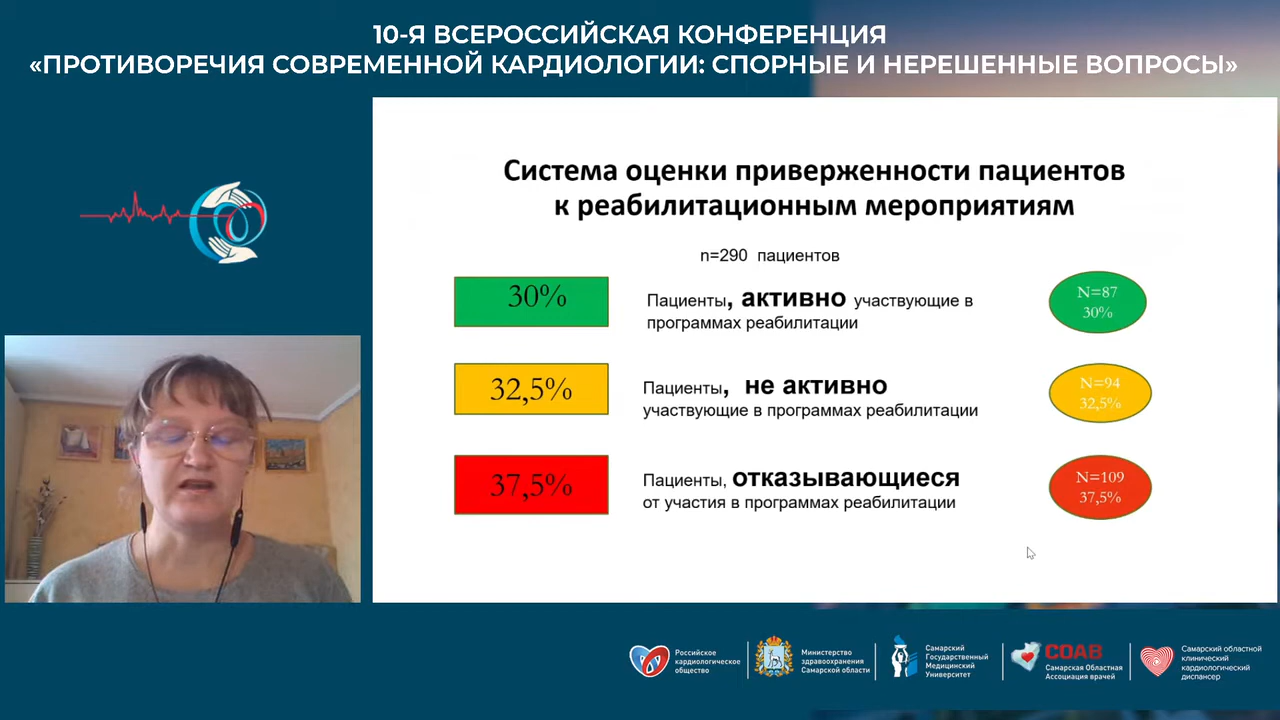 10-Я ВСЕРОССИЙСКАЯ КОНФЕРЕНЦИЯ
«ПРОТИВОРЕЧИЯ СОВРЕМЕННОЙ КАРДИОЛОГИИ: СПОРНЫЕ И НЕРЕШЕННЫЕ ВОПРОСЫ»
Система оценки приверженности пациентов
к реабилитационным мероприятиям
n=290 пациентов
30%
Пациенты, активно участвующие в
программах реабилитации
N=87
30%
32,5%
Пациенты, не активно
участвующие в программах реабилитации
N=94
32,5%
37,5%
Пациенты, отказывающиеся
от участия в программах реабилитации
N=109
37,5%
Российское
кардиологическое
общество
Министерство
здравоохранения
Самарской области
Самарский
Государственный
Медицинский
Университет
СОАВ
Самарская Областная
Ассоциация врачей
Самарский областной
клинический
кардиологический
диспансер